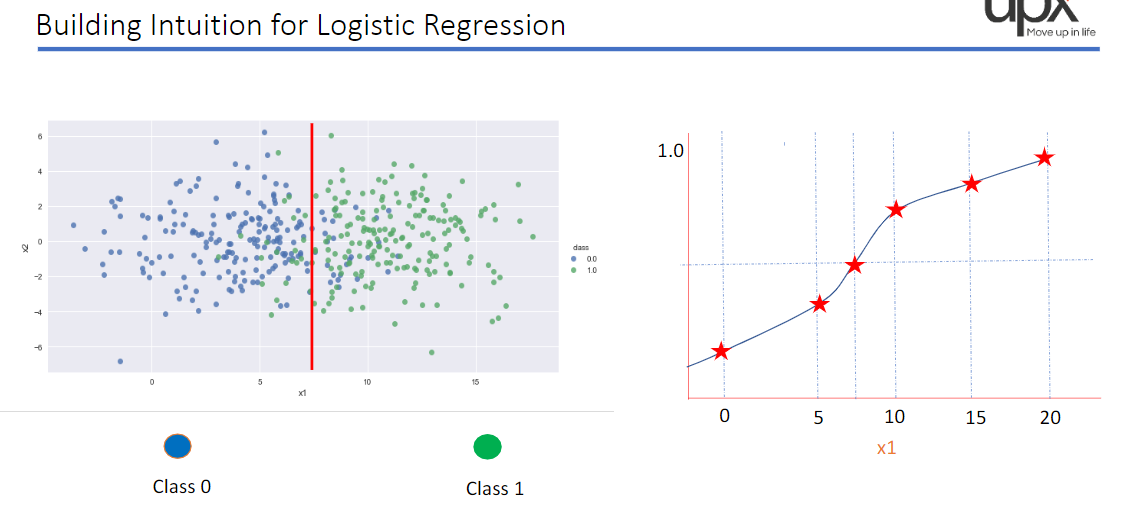 Building Intuition for Logistic Regression
upx
Move up in life
6
4
2
0
−2
−4
−6
x2
0
5
10
15
x1
class
0.0
1.0
1.0
0
5
10
15
20
x1
Class 0
Class 1